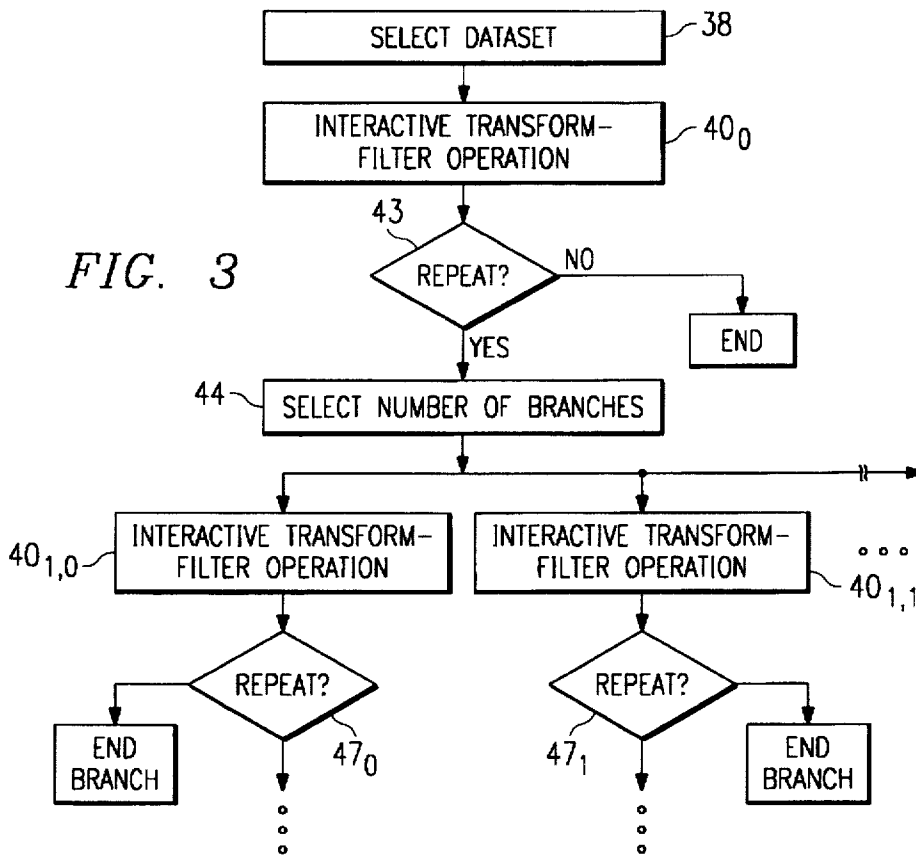 SELECT DATASET
38
INTERACTIVE TRANSFORM-
FILTER OPERATION
40₀
43
FIG. 3
REPEAT?
NO
END
YES
44
SELECT NUMBER OF BRANCHES
40₁,₀
INTERACTIVE TRANSFORM-
FILTER OPERATION
INTERACTIVE TRANSFORM-
FILTER OPERATION
40₁,₁
REPEAT?
47₀
END
BRANCH
REPEAT?
47₁
END
BRANCH